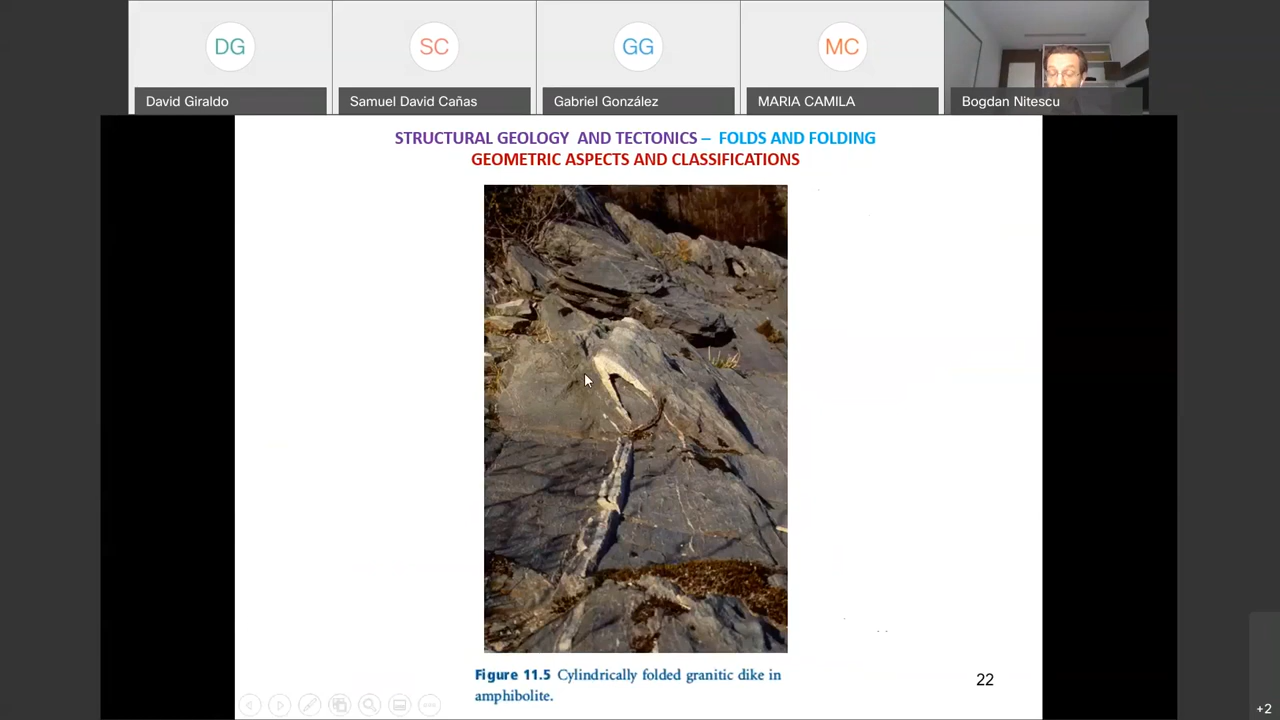 DG
SC
GG
MC
David Giraldo
Samuel David Cañas
Gabriel González
MARIA CAMILA
Bogdan Nitescu
STRUCTURAL GEOLOGY AND TECTONICS – FOLDS AND FOLDING
GEOMETRIC ASPECTS AND CLASSIFICATIONS
Figure 11.5 Cylindrically folded granitic dike in
amphibolite.
22
+2